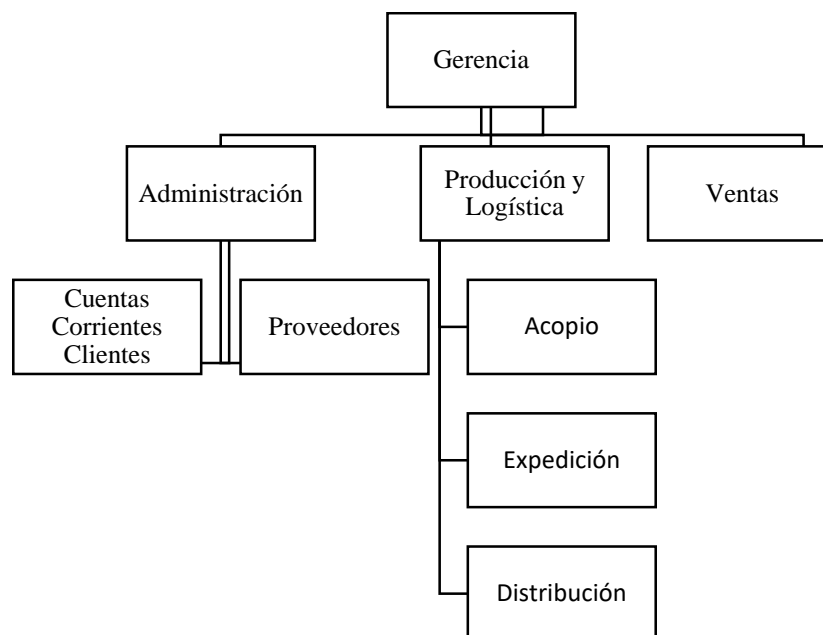 Gerencia
Administración
Producción y
Logística
Ventas
Cuentas
Corrientes
Clientes
Proveedores
Acopio
Expedición
Distribución